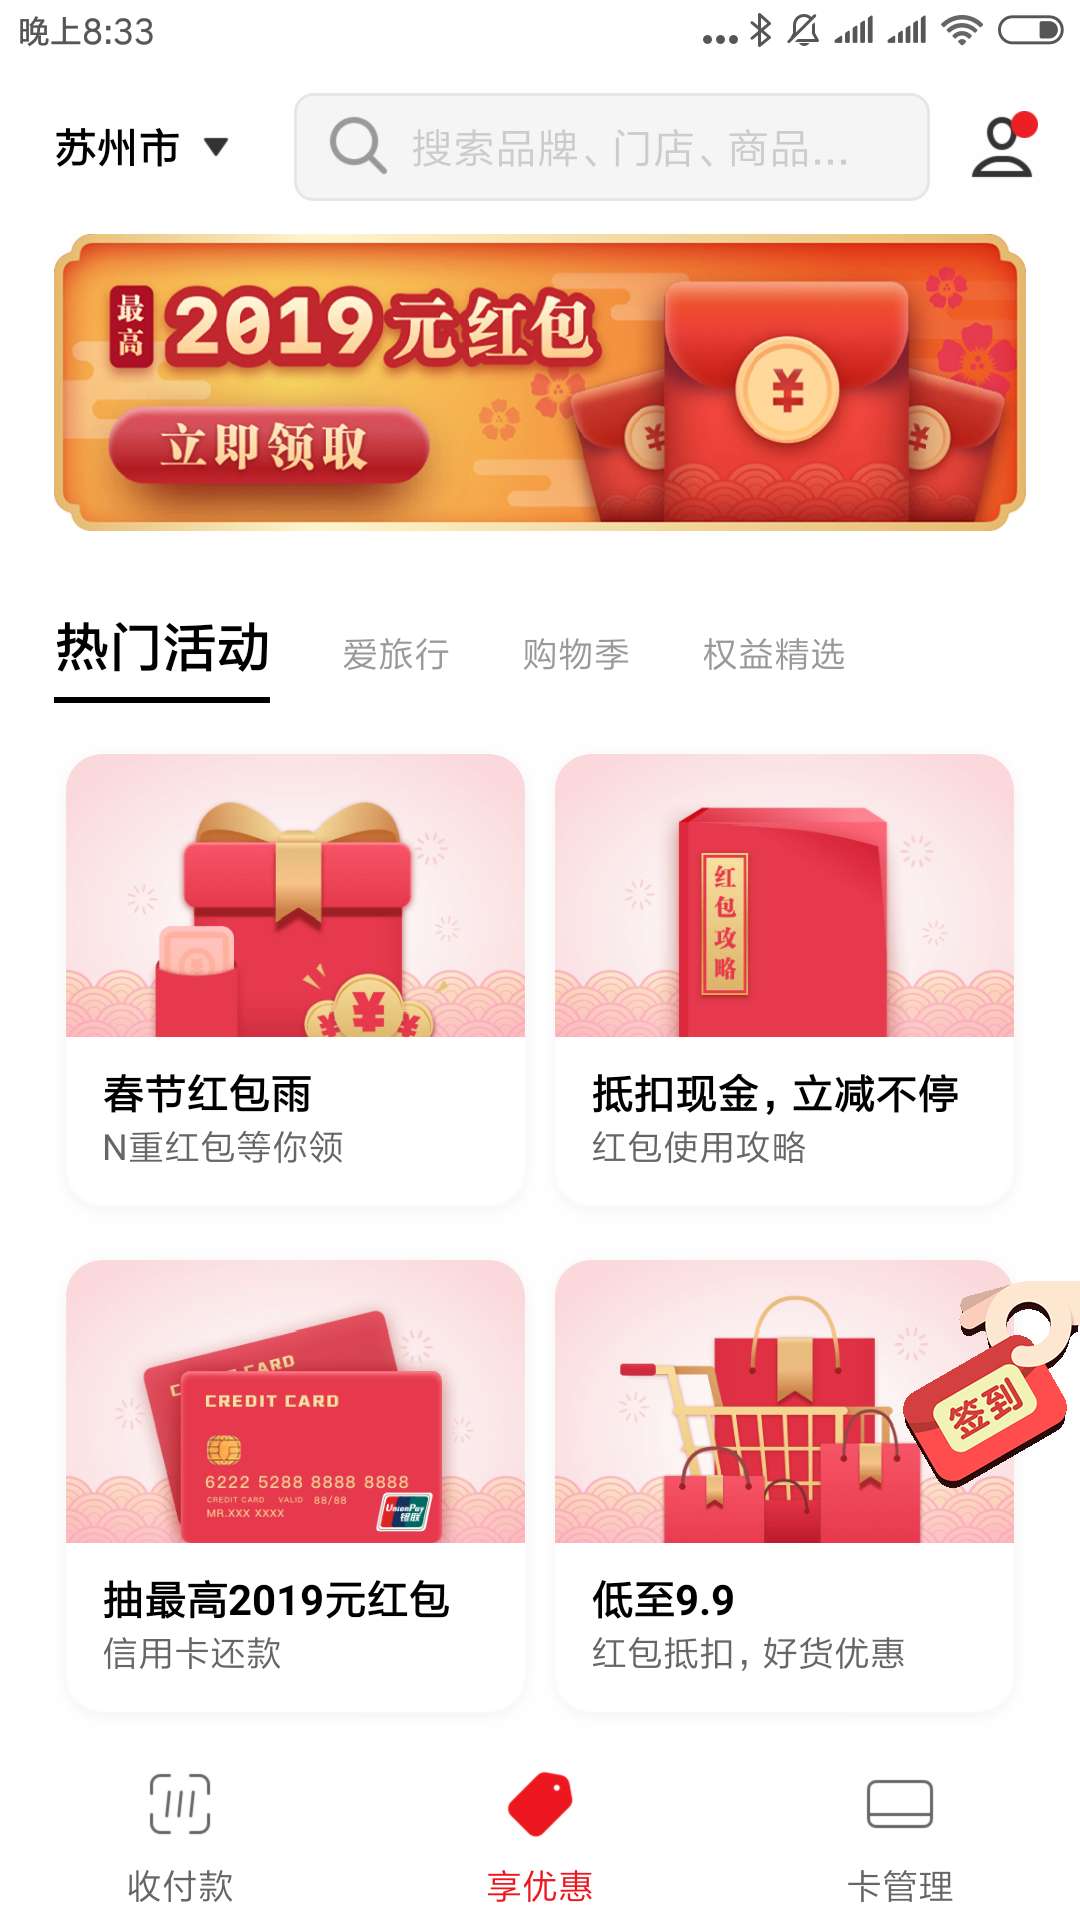 晚上8:33
苏州市
搜索品牌、门店、商品...
最高
2019元红包
立即领取
热门活动 爱旅行 购物季 权益精选
红包攻略
春节红包雨
N重红包等你领
抵扣现金，立减不停
红包使用攻略
CARD
CREDIT CARD
6222 5288 8888 8888
CREDIT CARD VALID 88/88
MR.XXX XXXX
UnionPay
银联
签到
抽最高2019元红包
信用卡还款
低至9.9
红包抵扣，好货优惠
收付款
享优惠
卡管理